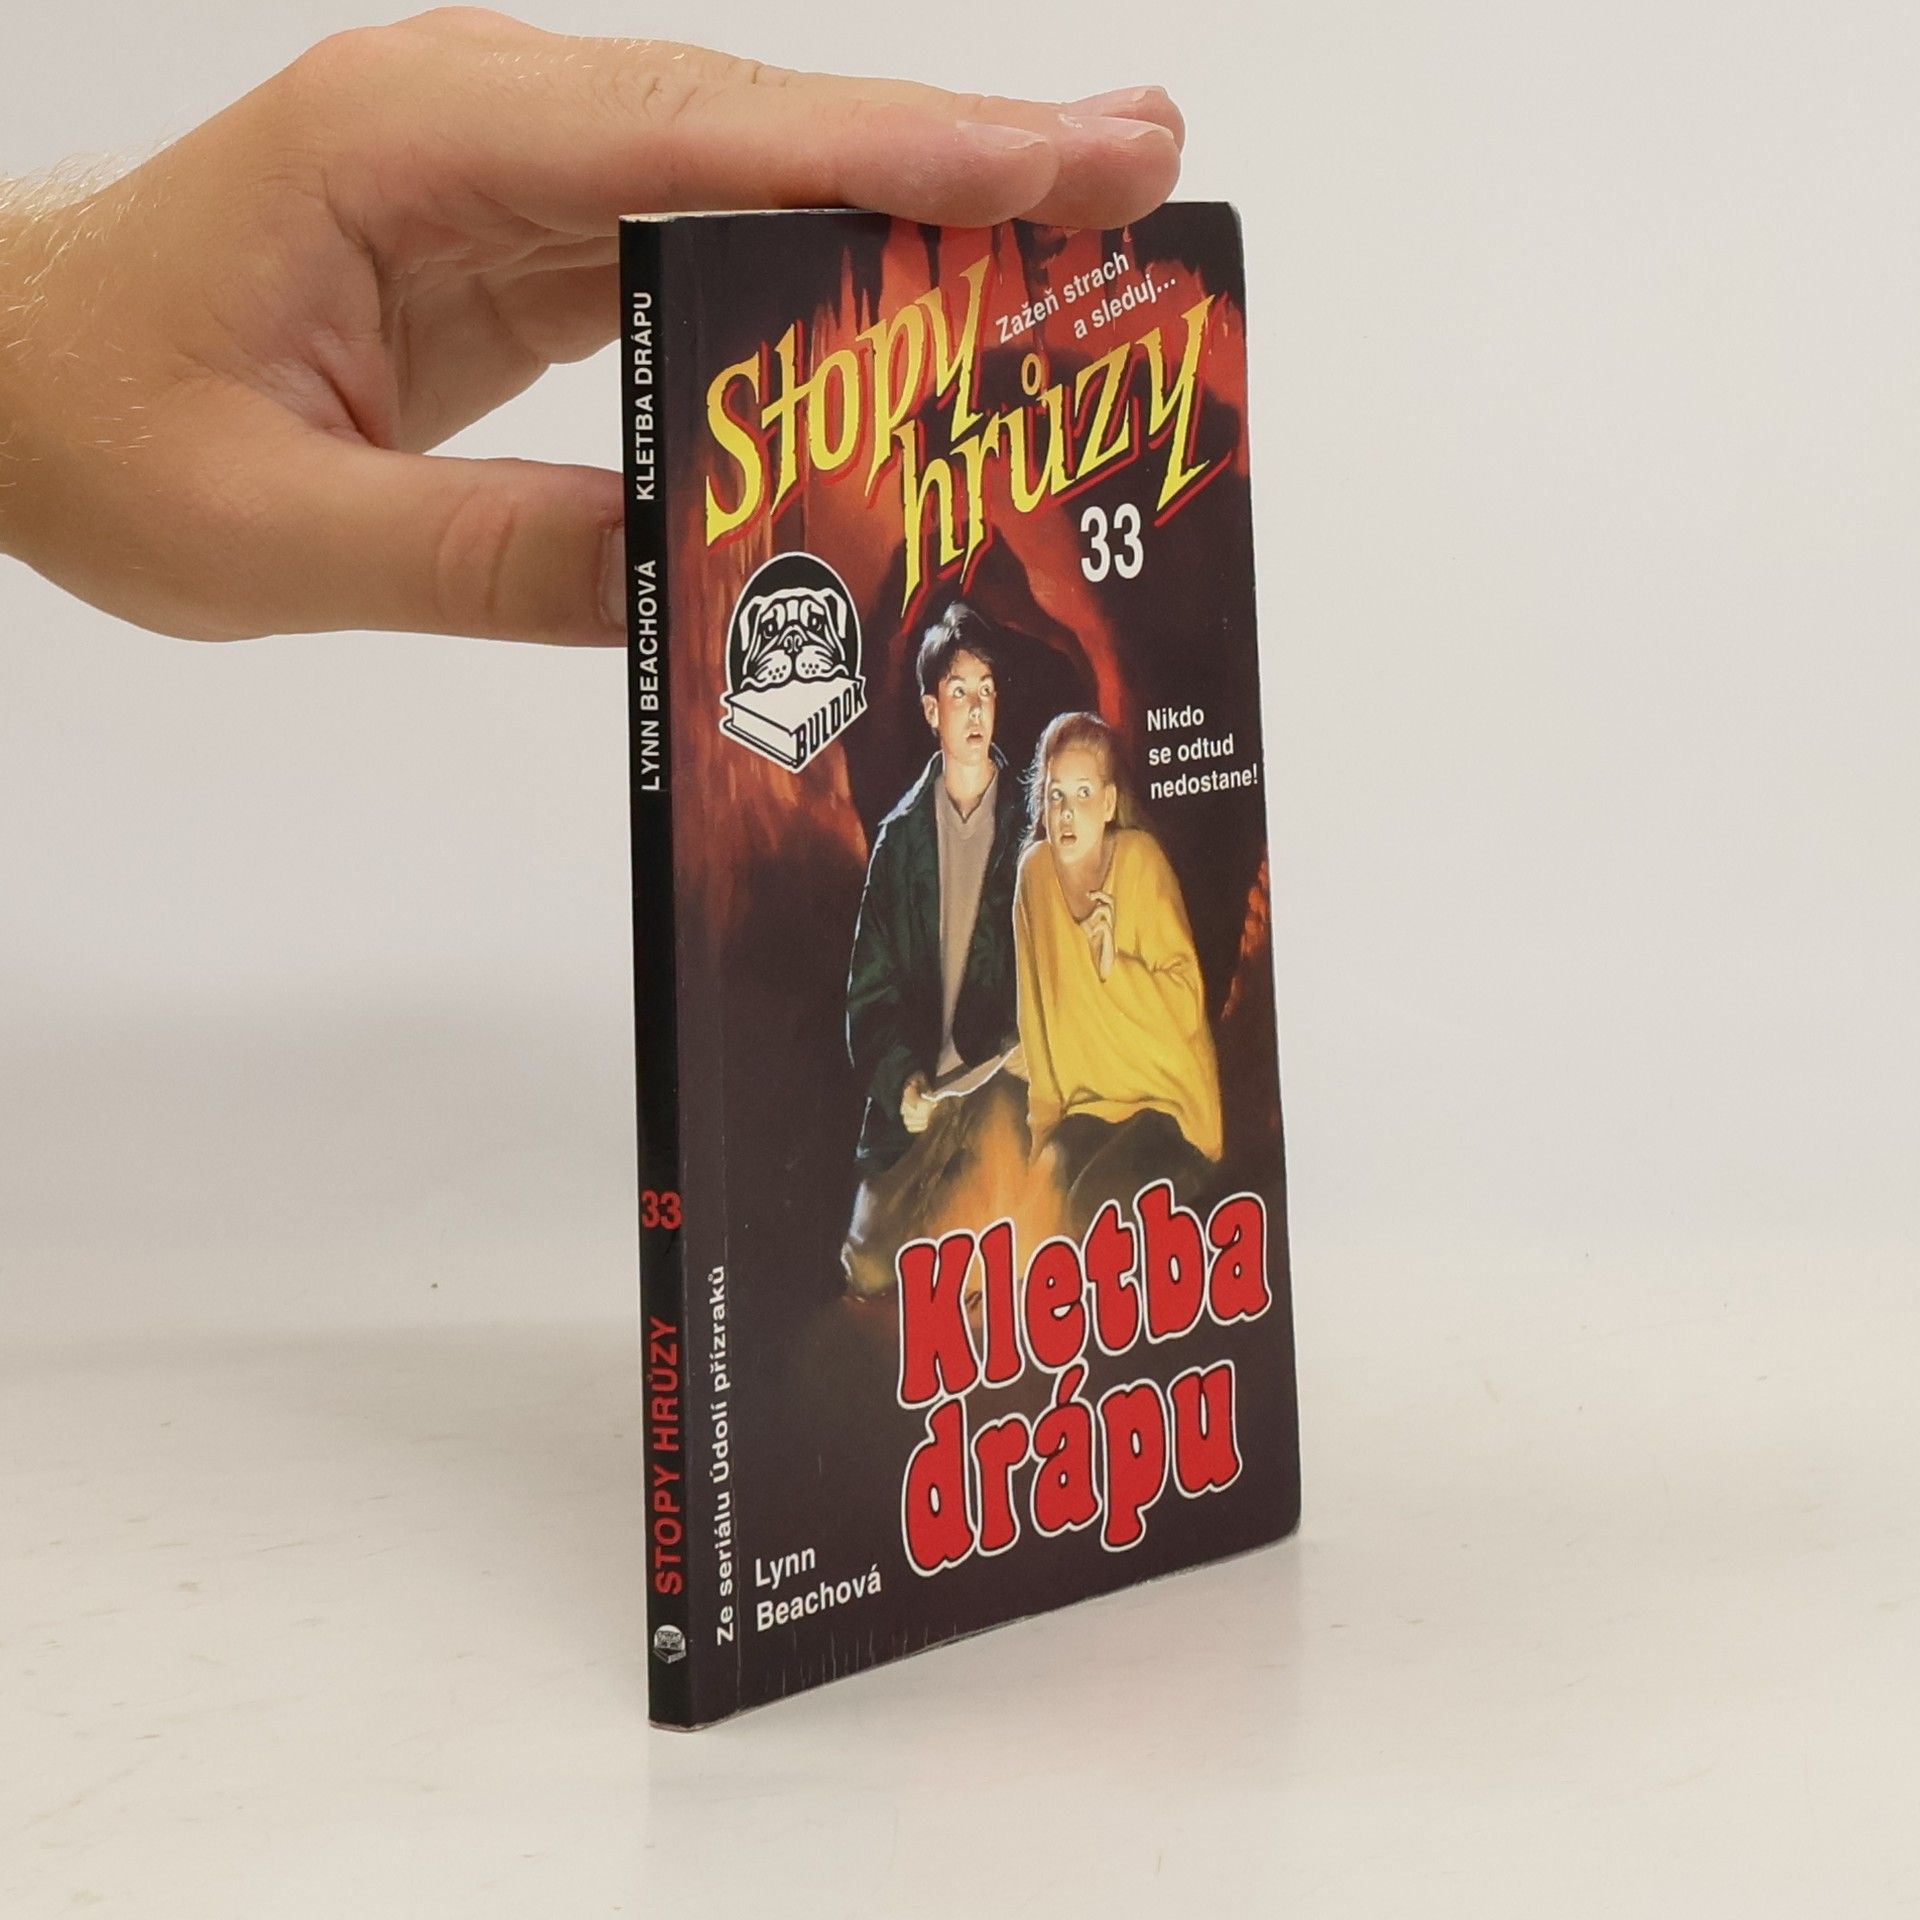 LYNN BEACHOVÁ KLETBA DRÁPU
STOPY HRŮZY 33
Zažeň strach
a sleduj...
Stopy
hrůzy
33
BIG
BULDOK
Nikdo
se odtud
nedostane!
Kletba
drápu
Ze seriálu Údolí přízraků
Lynn
Beachová